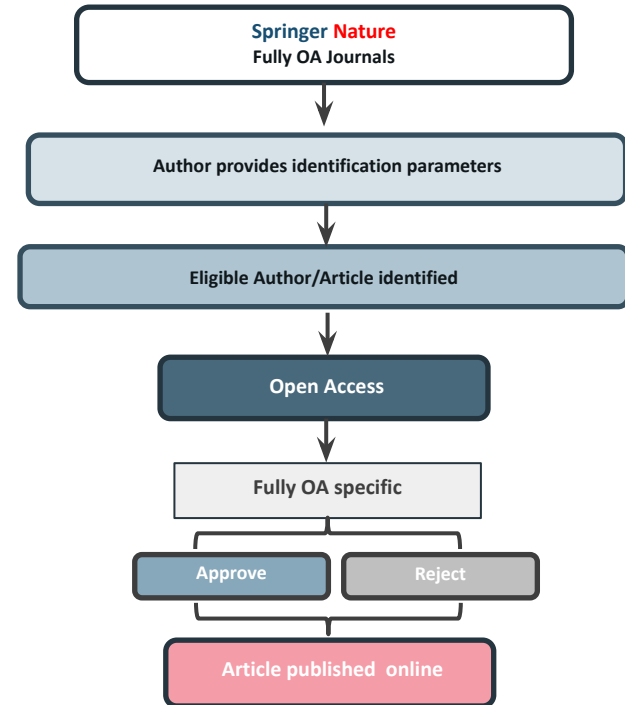 Springer Nature
Fully OA Journals
Author provides identification parameters
Eligible Author/Article identified
Open Access
Fully OA specific
Approve
Reject
Article published online